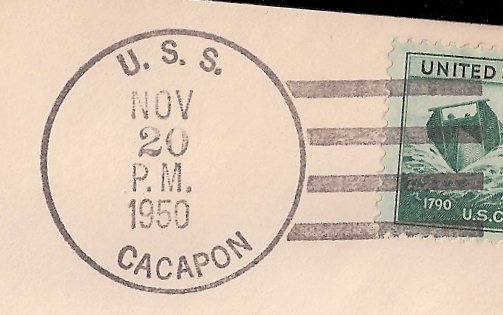 U. S. S.
NOV
20
P.M.
1950
CACAPON
UNITED
1790
U.S.C